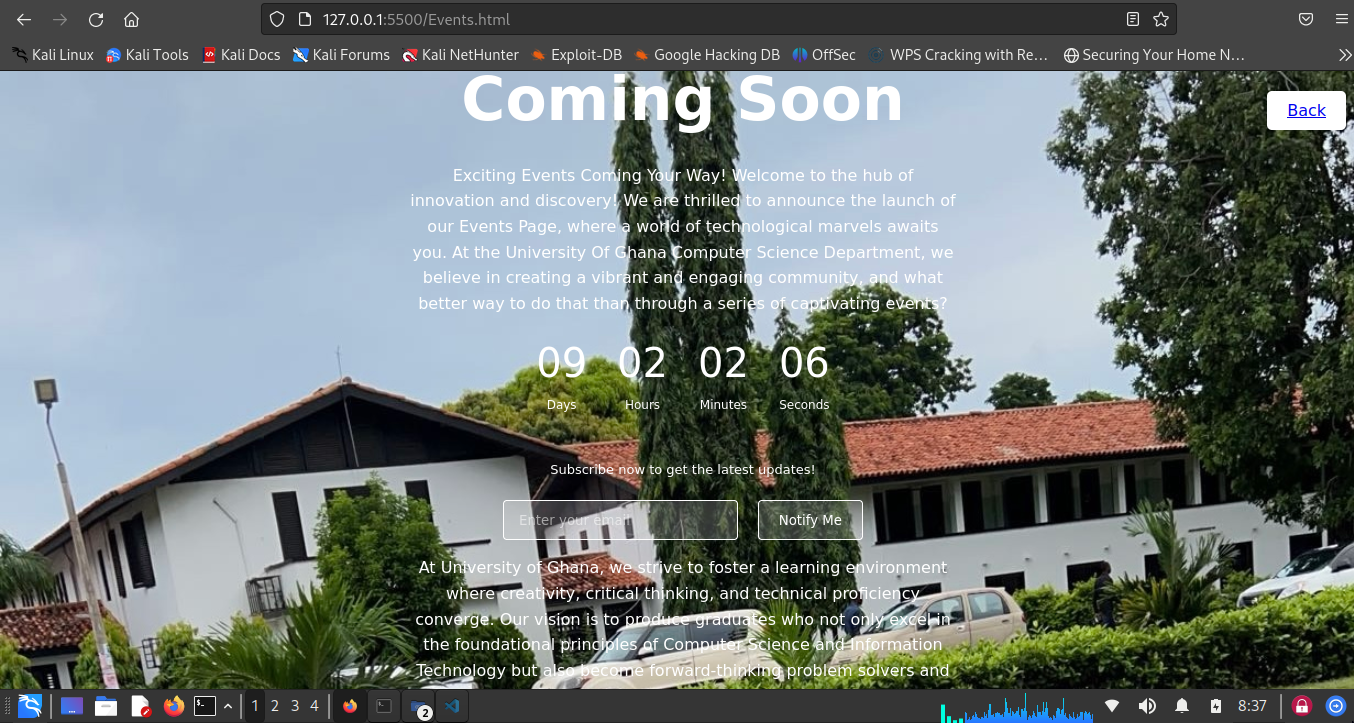 127.0.0.1:5500/Events.html
Kali Linux Kali Tools Kali Docs Kali Forums Kali NetHunter Exploit-DB Google Hacking DB OffSec WPS Cracking with Re… Securing Your Home N…
Coming Soon
Back
Exciting Events Coming Your Way! Welcome to the hub of
innovation and discovery! We are thrilled to announce the launch of
our Events Page, where a world of technological marvels awaits
you. At the University Of Ghana Computer Science Department, we
believe in creating a vibrant and engaging community, and what
better way to do that than through a series of captivating events?
09 02 02 06
Days Hours Minutes Seconds
Subscribe now to get the latest updates!
Enter your email Notify Me
At University of Ghana, we strive to foster a learning environment
where creativity, critical thinking, and technical proficiency
converge. Our vision is to produce graduates who not only excel in
the foundational principles of Computer Science and Information
Technology but also become forward-thinking problem solvers and
1 2 3 4 2 8:37